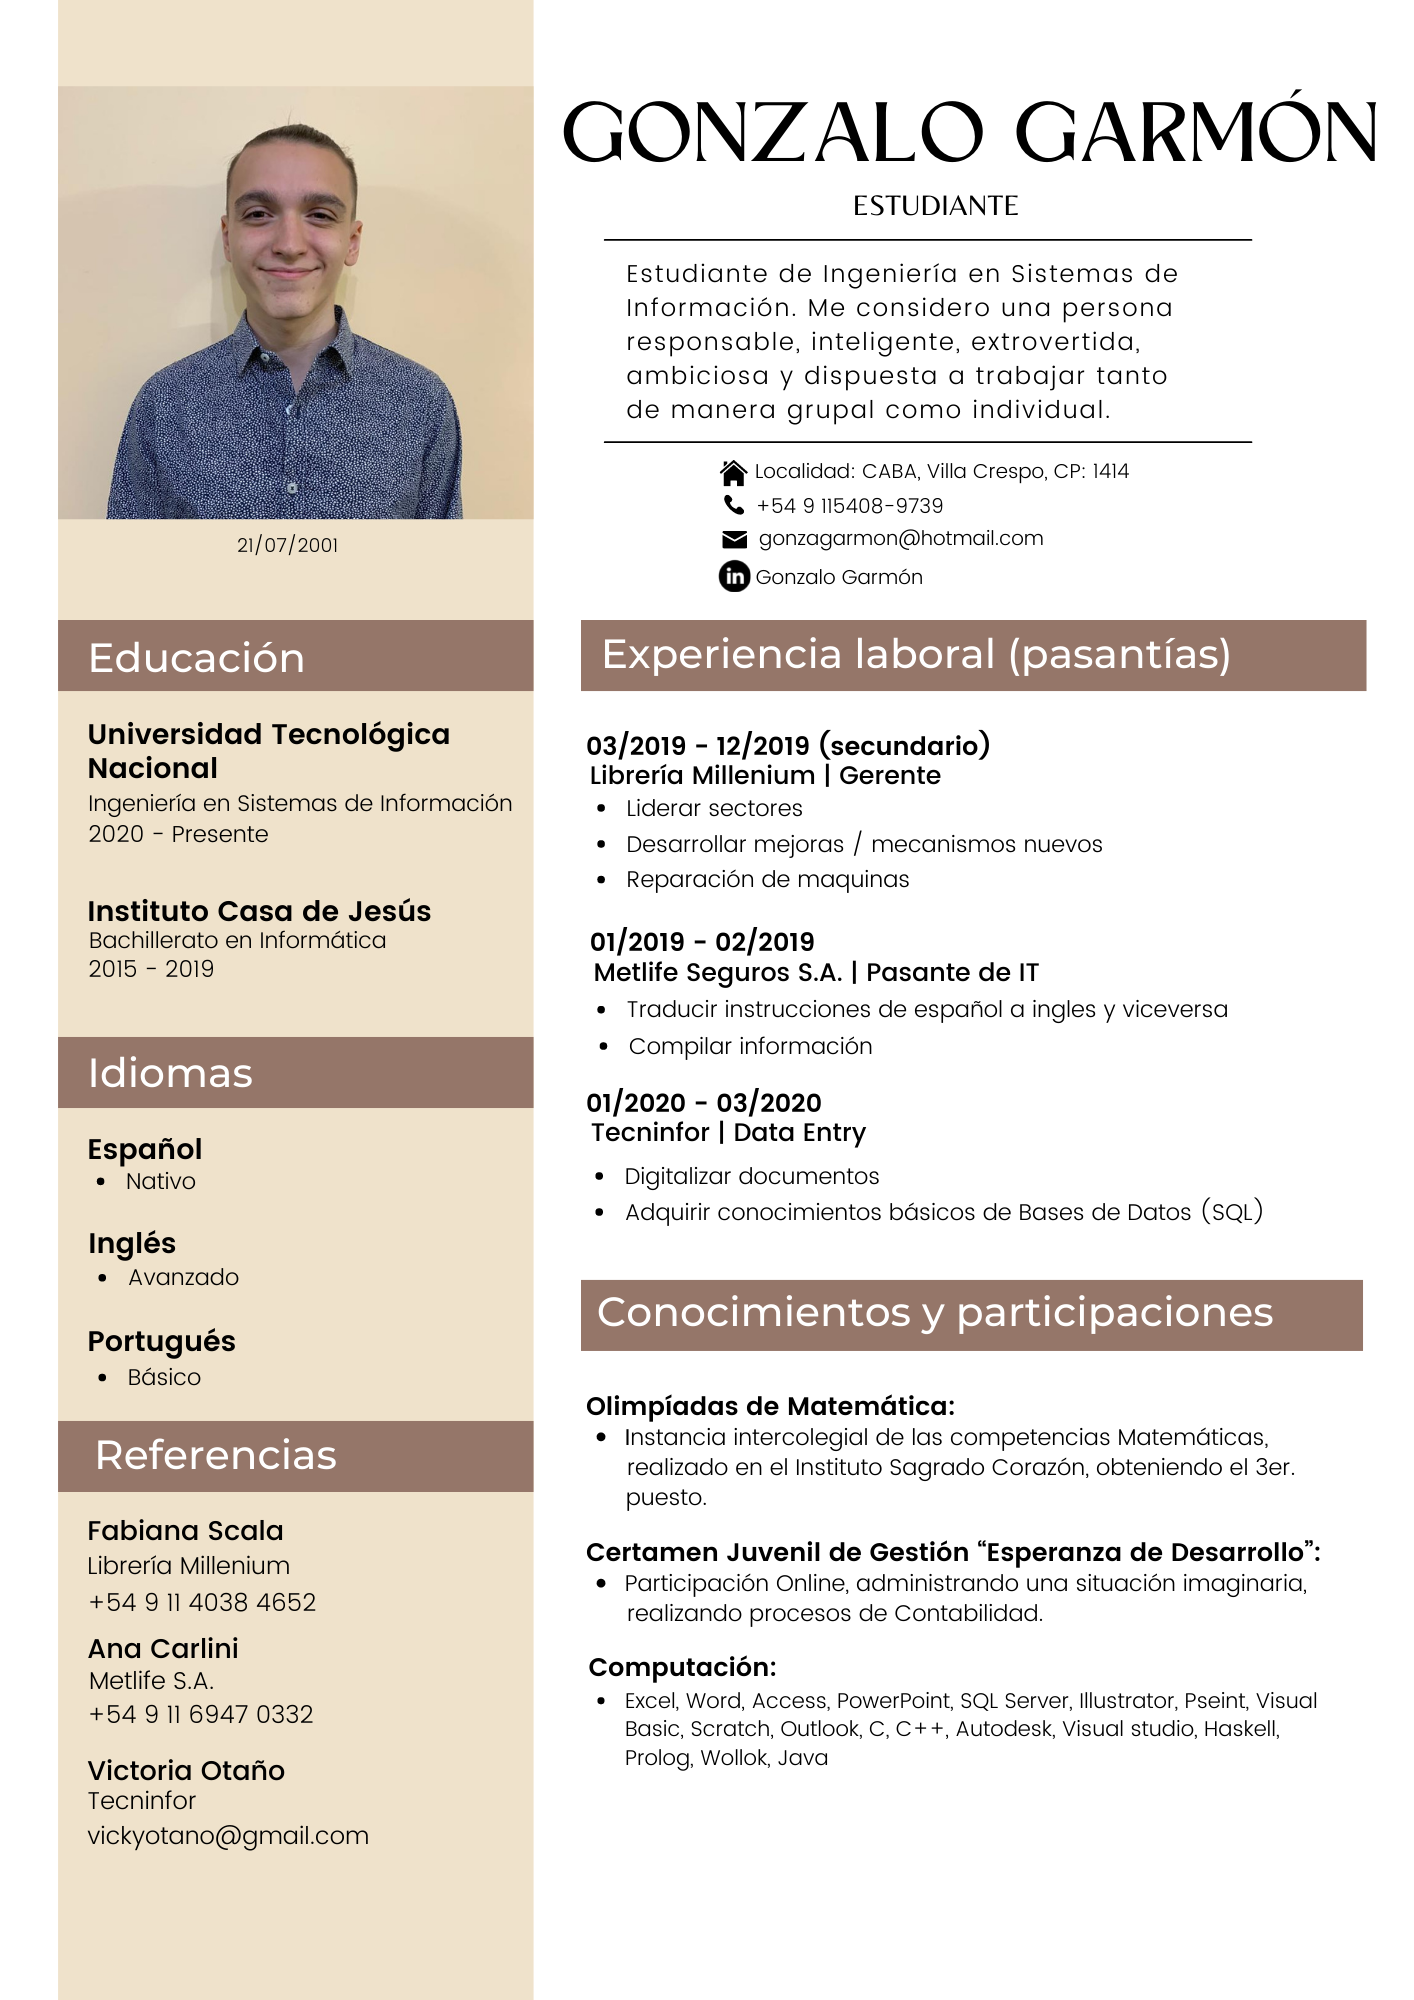 GONZALO GARMÓN
ESTUDIANTE
Estudiante de Ingeniería en Sistemas de
Información. Me considero una persona
responsable, inteligente, extrovertida,
ambiciosa y dispuesta a trabajar tanto
de manera grupal como individual.
Localidad: CABA, Villa Crespo, CP: 1414
+54 9 115408-9739
gonzagarmon@hotmail.com
in Gonzalo Garmón
21/07/2001
Educación
Universidad Tecnológica
Nacional
Ingeniería en Sistemas de Información
2020 - Presente
Instituto Casa de Jesús
Bachillerato en Informática
2015 - 2019
Idiomas
Español
• Nativo
Inglés
• Avanzado
Portugués
• Básico
Referencias
Fabiana Scala
Librería Millenium
+54 9 11 4038 4652
Ana Carlini
Metlife S.A.
+54 9 11 6947 0332
Victoria Otaño
Tecninfor
vickyotano@gmail.com
Experiencia laboral (pasantías)
03/2019 - 12/2019 (secundario)
Librería Millenium | Gerente
• Liderar sectores
• Desarrollar mejoras / mecanismos nuevos
• Reparación de maquinas
01/2019 - 02/2019
Metlife Seguros S.A. | Pasante de IT
• Traducir instrucciones de español a ingles y viceversa
• Compilar información
01/2020 - 03/2020
Tecninfor | Data Entry
• Digitalizar documentos
• Adquirir conocimientos básicos de Bases de Datos (SQL)
Conocimientos y participaciones
Olimpíadas de Matemática:
• Instancia intercolegial de las competencias Matemáticas,
realizado en el Instituto Sagrado Corazón, obteniendo el 3er.
puesto.
Certamen Juvenil de Gestión “Esperanza de Desarrollo”:
• Participación Online, administrando una situación imaginaria,
realizando procesos de Contabilidad.
Computación:
• Excel, Word, Access, PowerPoint, SQL Server, Illustrator, Pseint, Visual
Basic, Scratch, Outlook, C, C++, Autodesk, Visual studio, Haskell,
Prolog, Wollok, Java